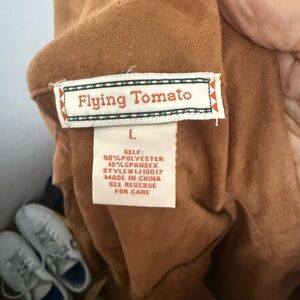 Flying Tomato
L
SELF:
90%POLYESTER
10%SPANDEX
STYLE#IJ10017
MADE IN CHINA
SEE REVERSE
FOR CARE